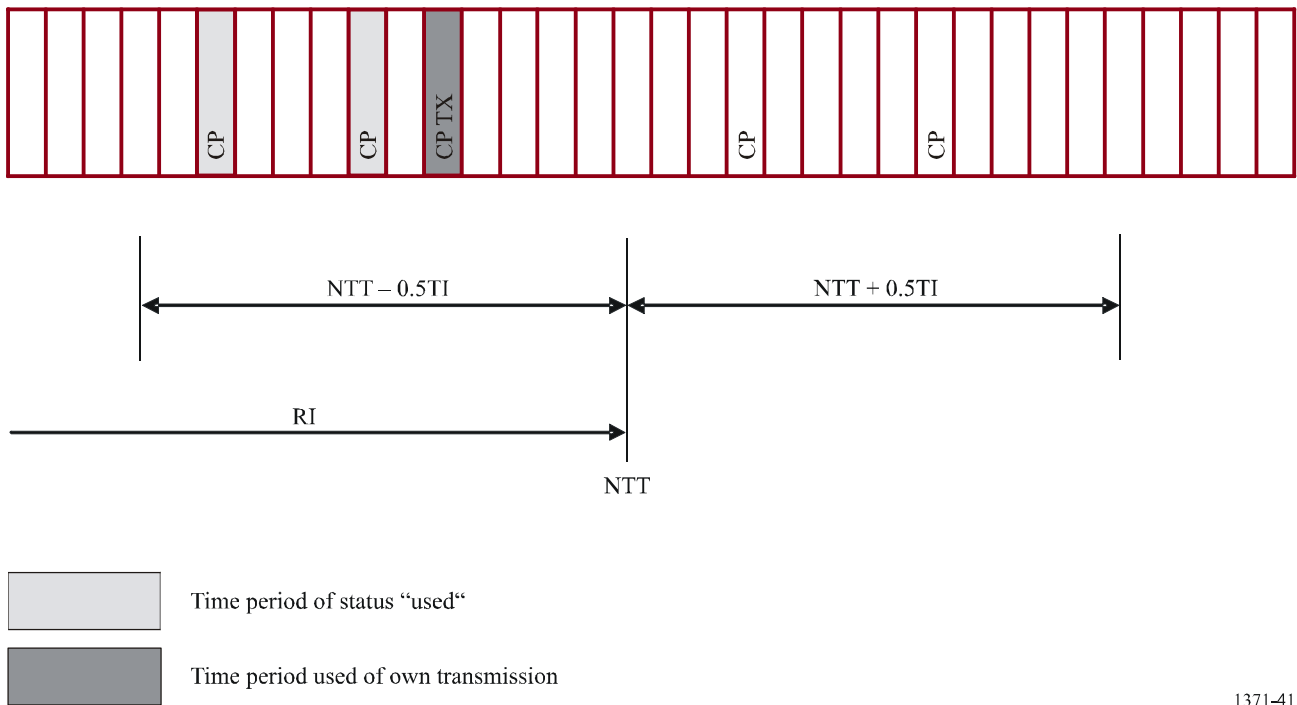 CP
CP
CP TX
CP
CP
NTT – 0.5TI
NTT + 0.5TI
RI
NTT
Time period of status “used“
Time period used of own transmission
1371-41